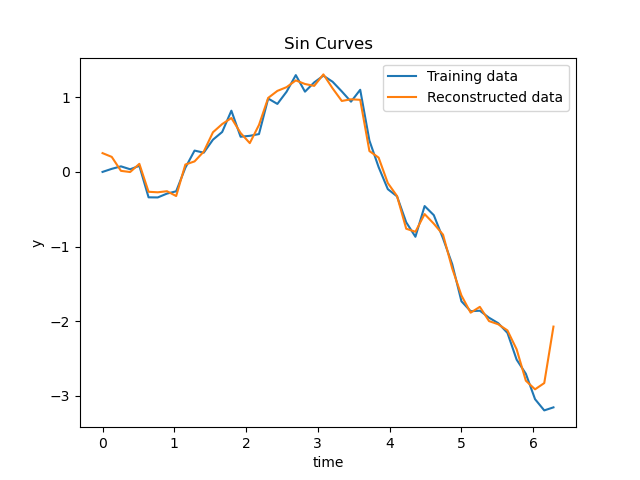 Sin Curves
Training data
Reconstructed data
1
0
−1
−2
−3
y
0 1 2 3 4 5 6
time